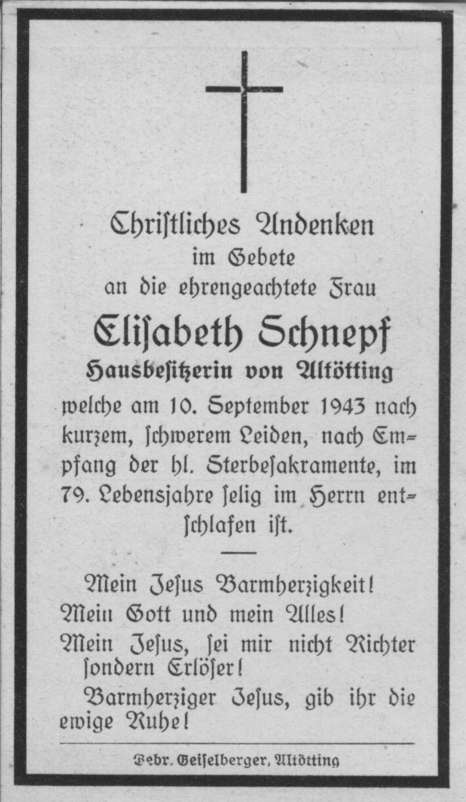 Christliches Andenken
im Gebete
an die ehrengeachtete Frau
Elisabeth Schnepf
Hausbesitzerin von Altötting
welche am 10. September 1943 nach
kurzem, schwerem Leiden, nach Em-
pfang der hl. Sterbesakramente, im
79. Lebensjahre selig im Herrn ent-
schlafen ist.
Mein Jesus Barmherzigkeit!
Mein Gott und mein Alles!
Mein Jesus, sei mir nicht Richter
sondern Erlöser!
Barmherziger Jesus, gib ihr die
ewige Ruhe!
Gebr. Geiselberger, Altötting